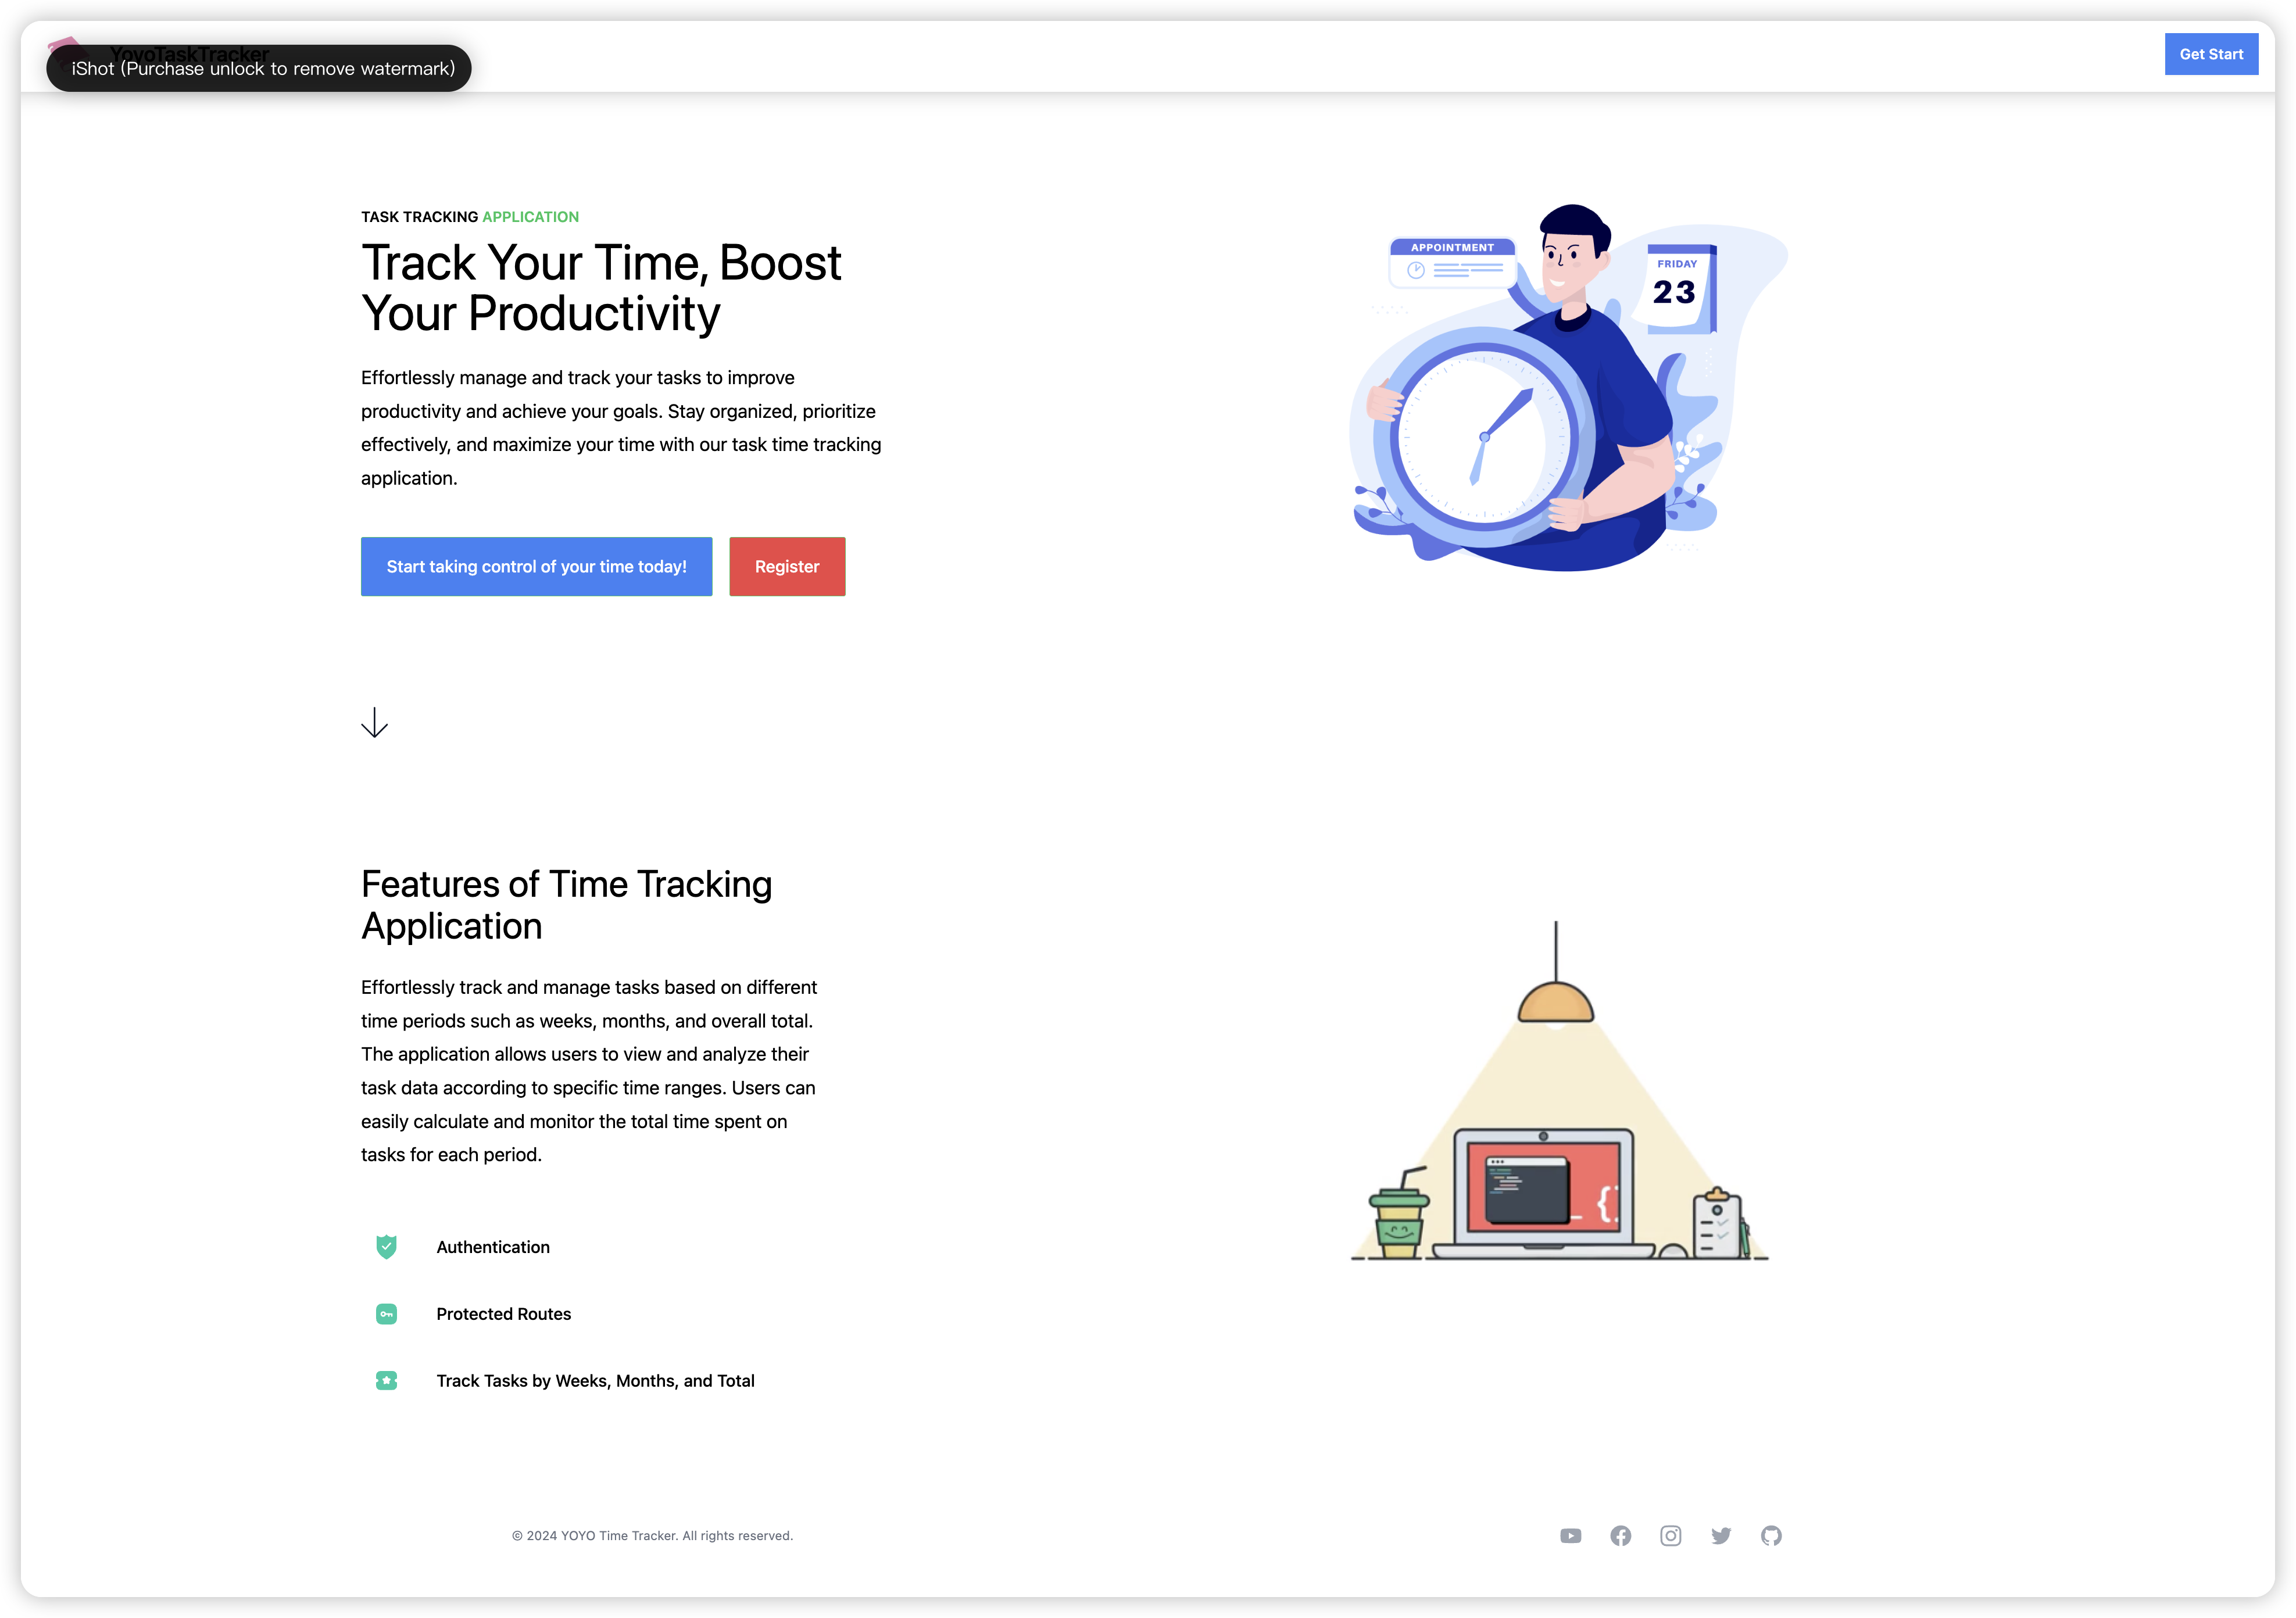 YoyoTaskTracker
iShot (Purchase unlock to remove watermark)
Get Start
TASK TRACKING APPLICATION
Track Your Time, Boost
Your Productivity
Effortlessly manage and track your tasks to improve
productivity and achieve your goals. Stay organized, prioritize
effectively, and maximize your time with our task time tracking
application.
Start taking control of your time today!
Register
APPOINTMENT
FRIDAY
23
Features of Time Tracking
Application
Effortlessly track and manage tasks based on different
time periods such as weeks, months, and overall total.
The application allows users to view and analyze their
task data according to specific time ranges. Users can
easily calculate and monitor the total time spent on
tasks for each period.
_ {
Authentication
Protected Routes
Track Tasks by Weeks, Months, and Total
© 2024 YOYO Time Tracker. All rights reserved.